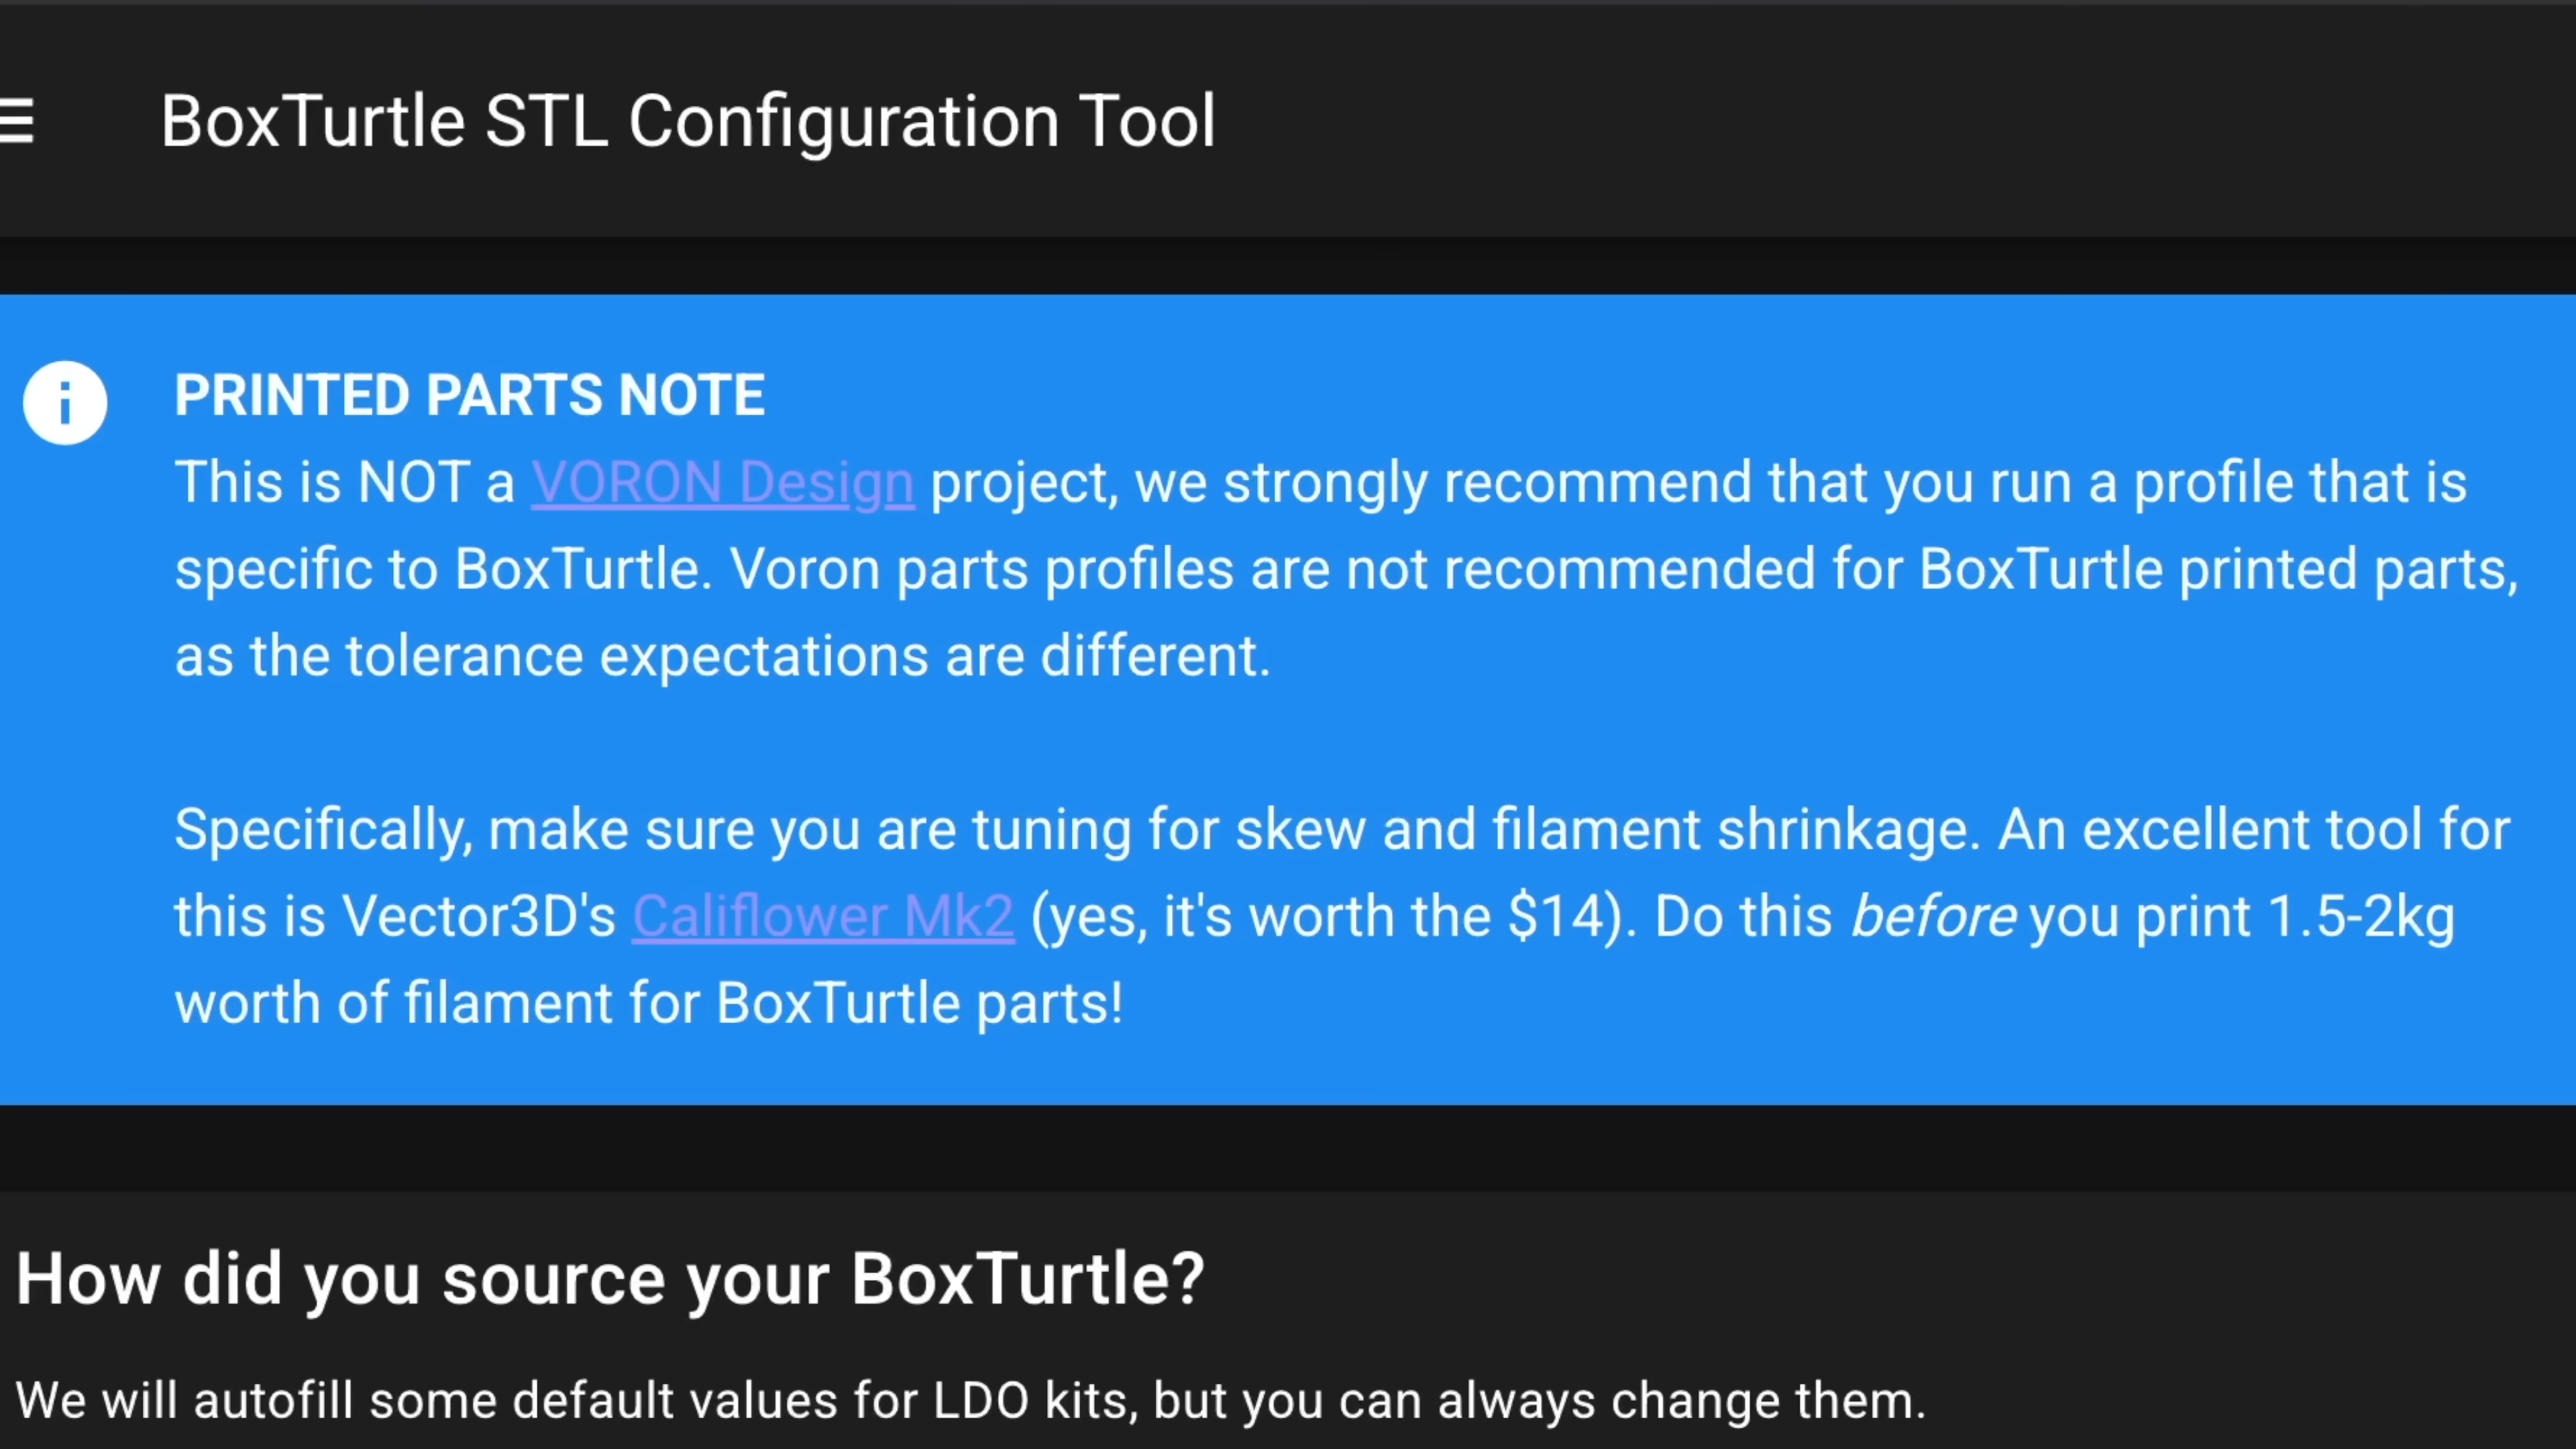 BoxTurtle STL Configuration Tool
PRINTED PARTS NOTE
This is NOT a VORON Design project, we strongly recommend that you run a profile that is
specific to BoxTurtle. Voron parts profiles are not recommended for BoxTurtle printed parts,
as the tolerance expectations are different.
Specifically, make sure you are tuning for skew and filament shrinkage. An excellent tool for
this is Vector3D's Califlower Mk2 (yes, it's worth the $14). Do this before you print 1.5-2kg
worth of filament for BoxTurtle parts!
How did you source your BoxTurtle?
We will autofill some default values for LDO kits, but you can always change them.